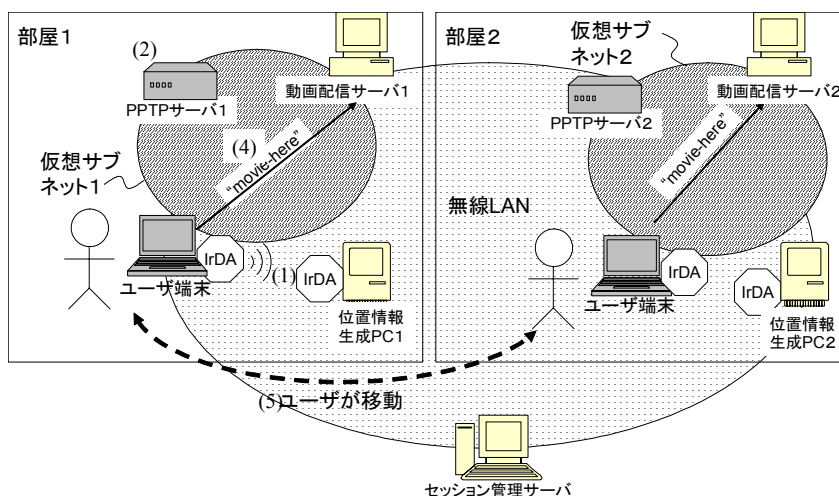 部屋1
(2)
PPTPサーバ1
動画配信サーバ1
(4)
"movie-here"
仮想サブ
ネット1
IrDA
(1)
IrDA
ユーザ端末
位置情報
生成PC1
部屋2
仮想サブ
ネット2
PPTPサーバ2
動画配信サーバ2
"movie-here"
無線LAN
IrDA
IrDA
ユーザ端末
位置情報
生成PC2
(5)ユーザが移動
セッション管理サーバ